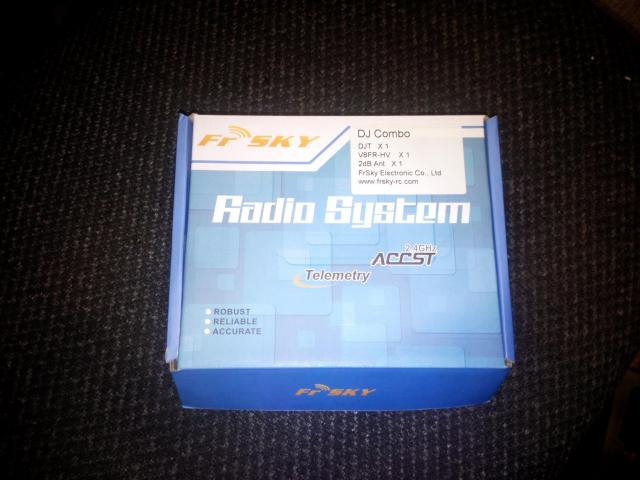 FrSKY
DJ Combo
DJT X 1
V8FR-HV X 1
2dB Ant X 1
FrSky Electronic Co., Ltd
www.frsky-rc.com
Radio System
2.4GHz
ACCST
Telemetry
ROBUST
RELIABLE
ACCURATE
FrSKY